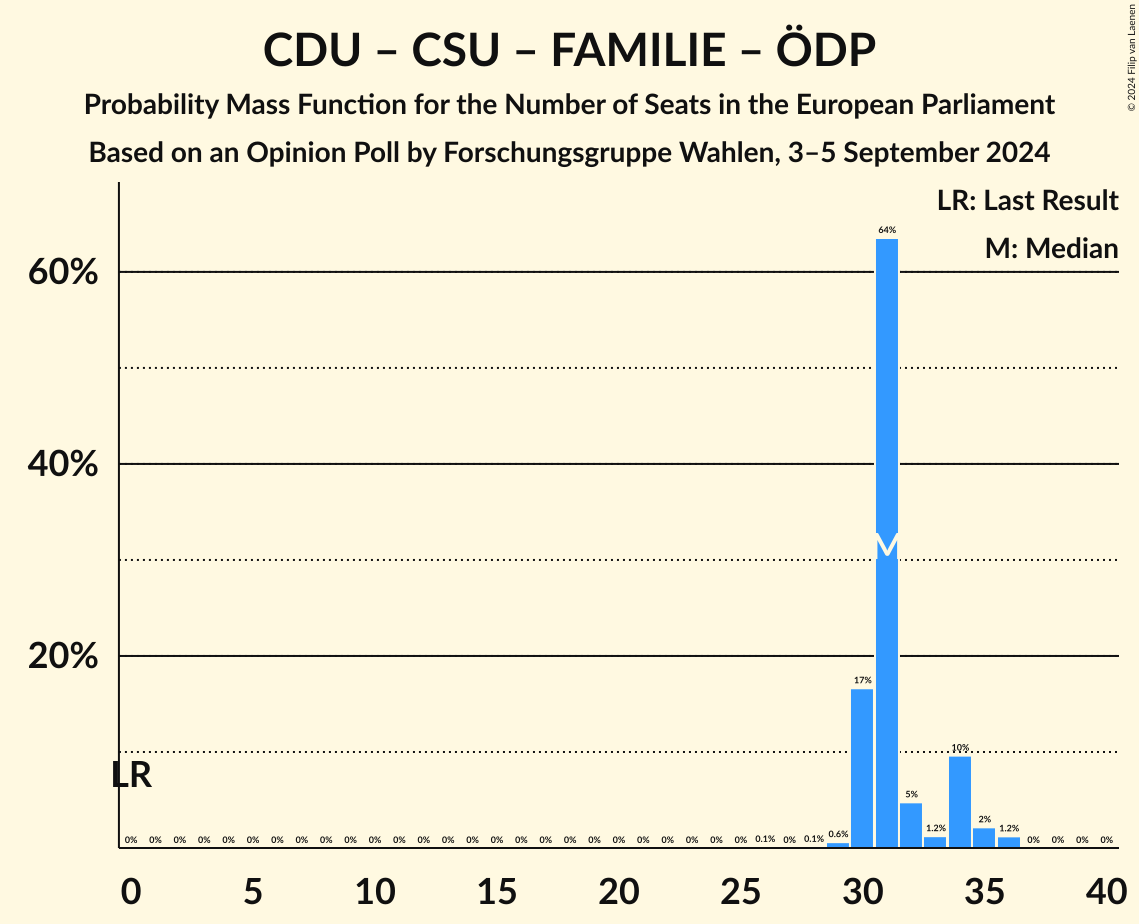 CDU – CSU – FAMILIE – ÖDP
Probability Mass Function for the Number of Seats in the European Parliament
Based on an Opinion Poll by Forschungsgruppe Wahlen, 3–5 September 2024
© 2024 Filip van Laenen
LR: Last Result
M: Median
64%
60%
40%
M
20%
17%
10%
LR
5%
0% 0% 0% 0% 0% 0% 0% 0% 0% 0% 0% 0% 0% 0% 0% 0% 0% 0% 0% 0% 0% 0% 0% 0% 0% 0% 0.1% 0% 0.1% 0.6% 1.2% 2% 1.2% 0% 0% 0% 0%
0 5 10 15 20 25 30 35 40